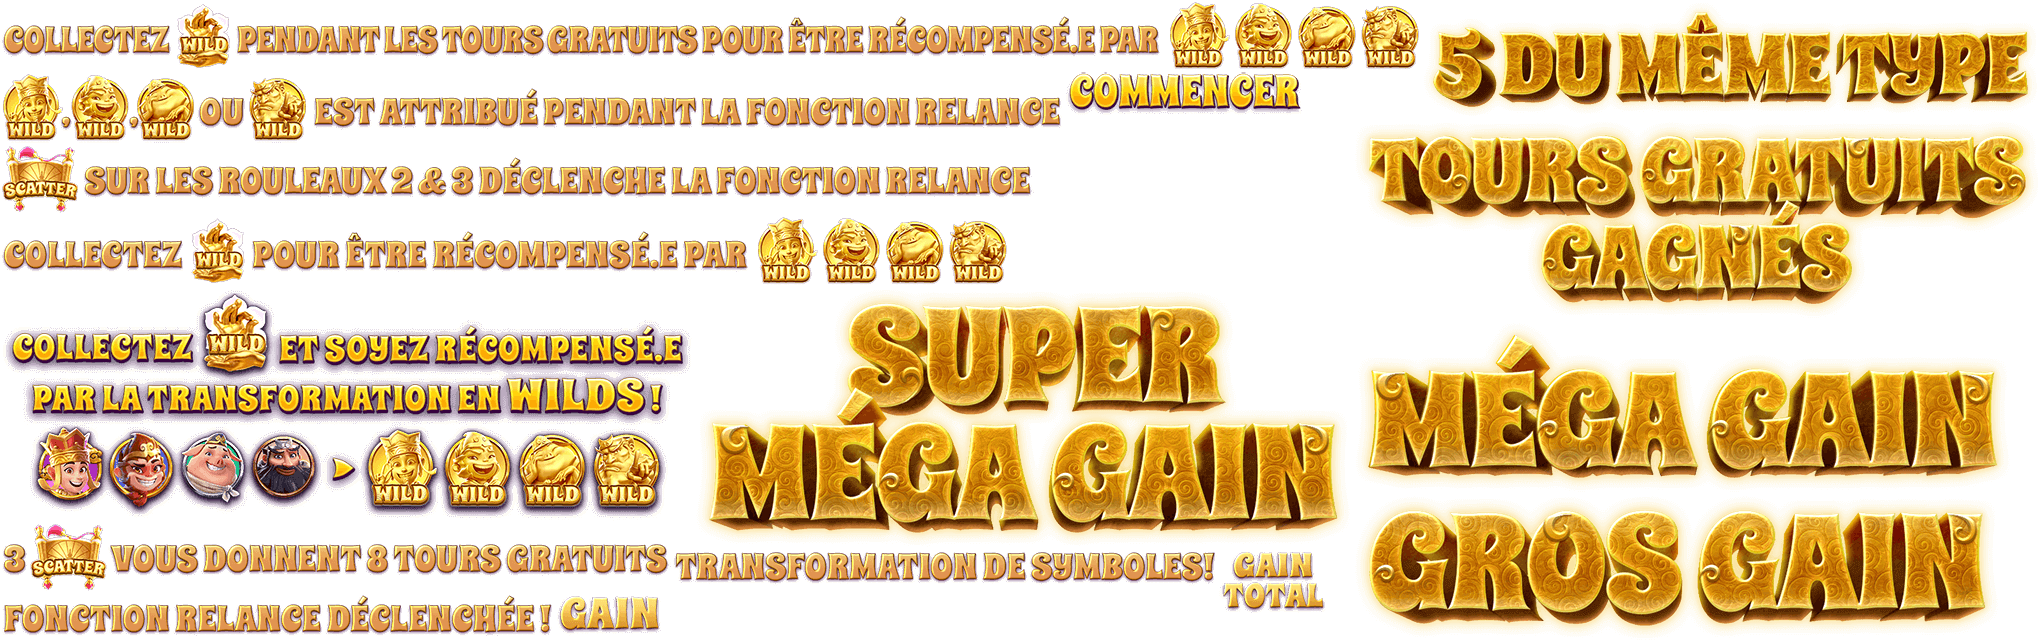 COLLECTEZ WILD PENDANT LES TOURS GRATUITS POUR ÊTRE RÉCOMPENSÉ.E PAR WILD WILD WILD WILD
WILD, WILD, WILD OU WILD EST ATTRIBUÉ PENDANT LA FONCTION RELANCE
COMMENCER
SCATTER SUR LES ROULEAUX 2 & 3 DÉCLENCHE LA FONCTION RELANCE
COLLECTEZ WILD POUR ÊTRE RÉCOMPENSÉ.E PAR WILD WILD WILD WILD
COLLECTEZ WILD ET SOYEZ RÉCOMPENSÉ.E
PAR LA TRANSFORMATION EN WILDS !
WILD WILD WILD WILD
3 SCATTER VOUS DONNENT 8 TOURS GRATUITS
FONCTION RELANCE DÉCLENCHÉE !
GAIN
SUPER
MÉGA GAIN
TRANSFORMATION DE SYMBOLES!
GAIN
TOTAL
5 DU MÊME TYPE
TOURS GRATUITS
GAGNÉS
MÉGA GAIN
GROS GAIN